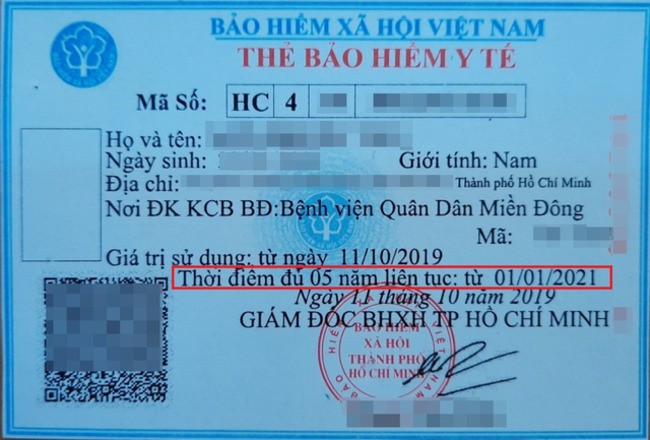 BẢO HIỂM XÃ HỘI VIỆT NAM
THẺ BẢO HIỂM Y TẾ
Mã Số: HC 4
Họ và tên:
Ngày sinh:
Giới tính: Nam
Địa chỉ: Thành phố Hồ Chí Minh
Nơi ĐK KCB BĐ:Bệnh viện Quân Dân Miền Đông
Mã:
Giá trị sử dụng: từ ngày 11/10/2019
Thời điểm đủ 05 năm liên tục: từ 01/01/2021
Ngày 11 tháng 10 năm 2019
GIÁM ĐỐC BHXH TP HỒ CHÍ MINH
BẢO HIỂM
XÃ HỘI
THÀNH PHỐ
HỒ CHÍ MINH